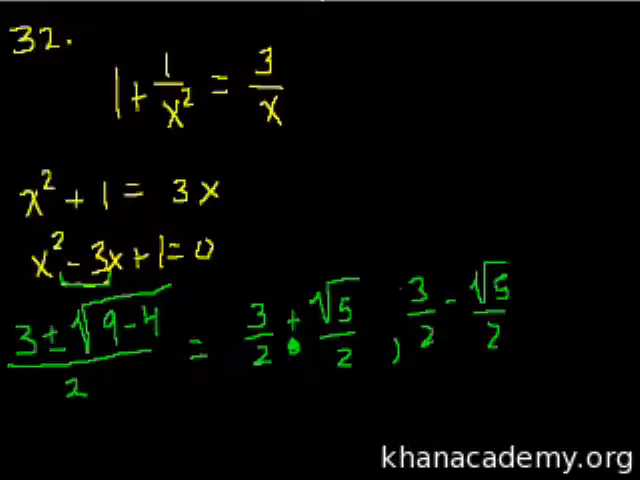 32.
1 + 1/x² = 3/x
x² + 1 = 3x
x² - 3x + 1 = 0
(3 ± √(9 - 4))/2 = 3/2 + √5/2 , 3/2 - √5/2
khanacademy.org